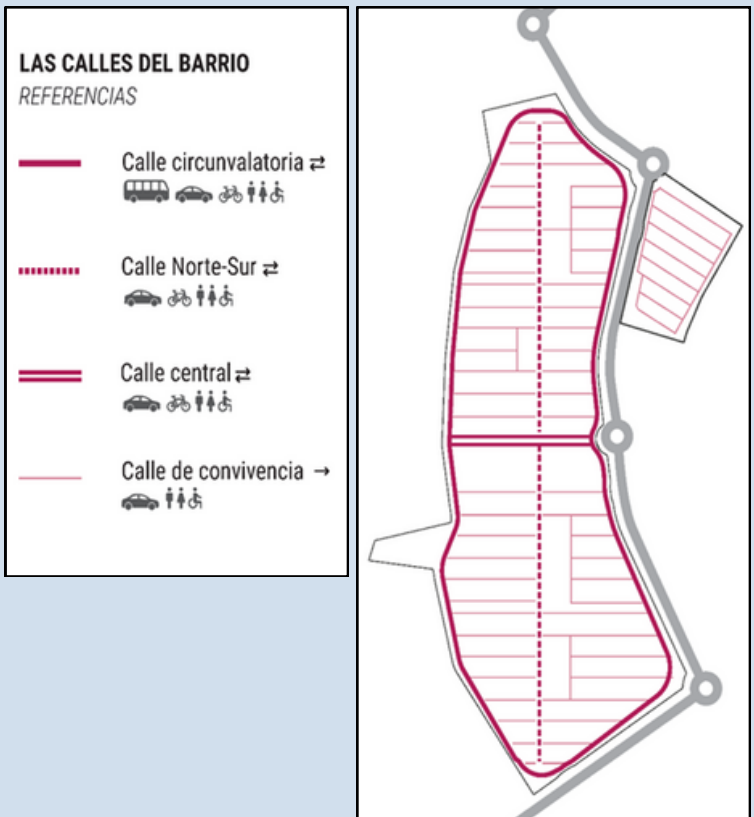 LAS CALLES DEL BARRIO
REFERENCIAS
Calle circunvalatoria ⇄
Calle Norte-Sur ⇄
Calle central ⇄
Calle de convivencia →